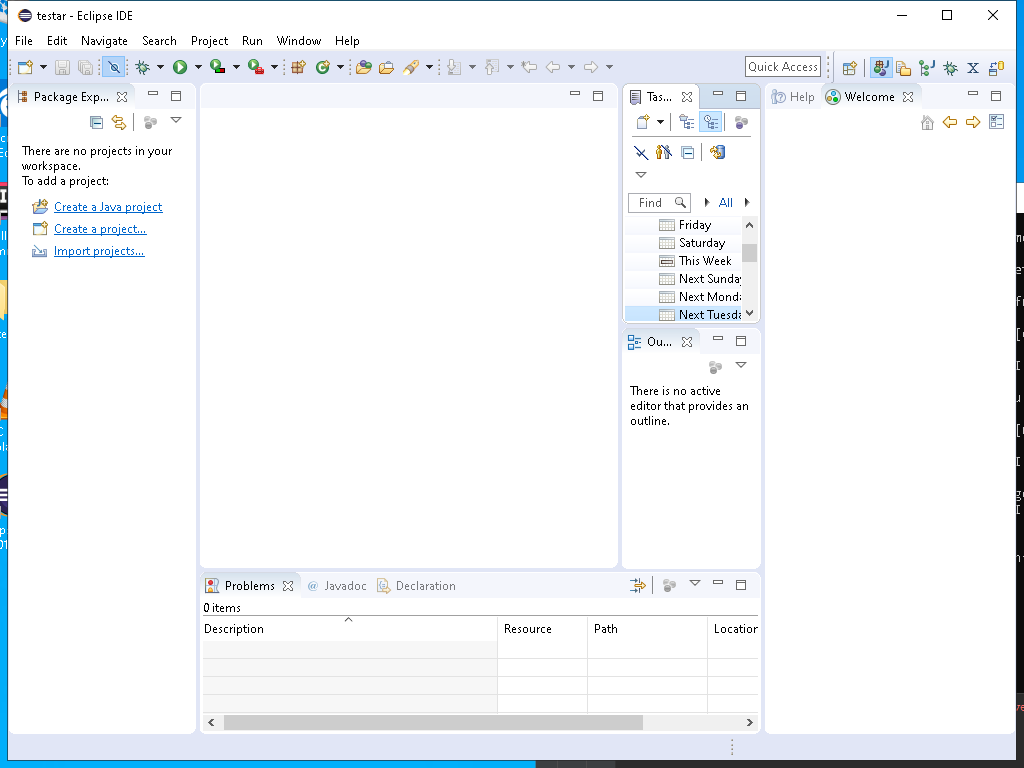 testar - Eclipse IDE
File Edit Navigate Search Project Run Window Help
Quick Access
Package Exp...
There are no projects in your
workspace.
To add a project:
Create a Java project
Create a project...
Import projects...
Tas...
Find
All
Friday
Saturday
This Week
Next Sunday
Next Monda
Next Tuesda
Ou...
There is no active
editor that provides an
outline.
Help
Welcome
Problems
@ Javadoc
Declaration
0 items
Description Resource Path Location